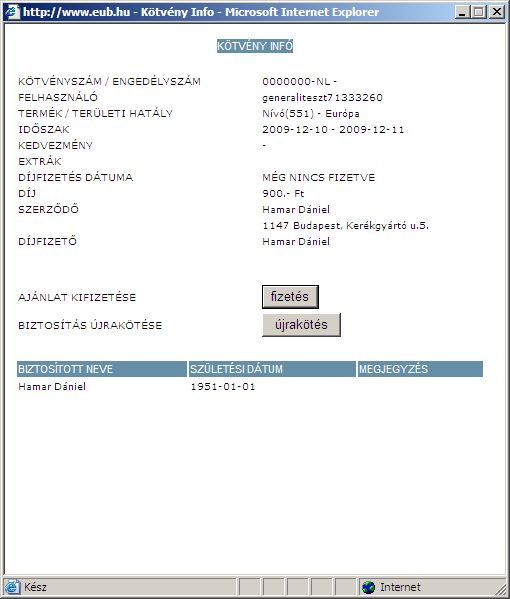 http://www.eub.hu - Kötvény Info - Microsoft Internet Explorer
KÖTVÉNY INFÓ
KÖTVÉNYSZÁM / ENGEDÉLYSZÁM 0000000-NL -
FELHASZNÁLÓ generaliteszt71333260
TERMÉK / TERÜLETI HATÁLY Nívó(551) - Európa
IDŐSZAK 2009-12-10 - 2009-12-11
KEDVEZMÉNY -
EXTRÁK
DÍJFIZETÉS DÁTUMA MÉG NINCS FIZETVE
DÍJ 900.- Ft
SZERZŐDŐ Hamar Dániel
1147 Budapest, Kerékgyártó u.5.
DÍJFIZETŐ Hamar Dániel
AJÁNLAT KIFIZETÉSE fizetés
BIZTOSÍTÁS ÚJRAKÖTÉSE újrakötés
BIZTOSÍTOTT NEVE SZÜLETÉSI DÁTUM MEGJEGYZÉS
Hamar Dániel 1951-01-01
Kész Internet